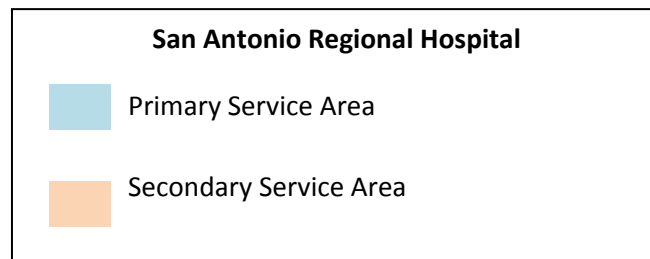 San Antonio Regional Hospital
Primary Service Area
Secondary Service Area